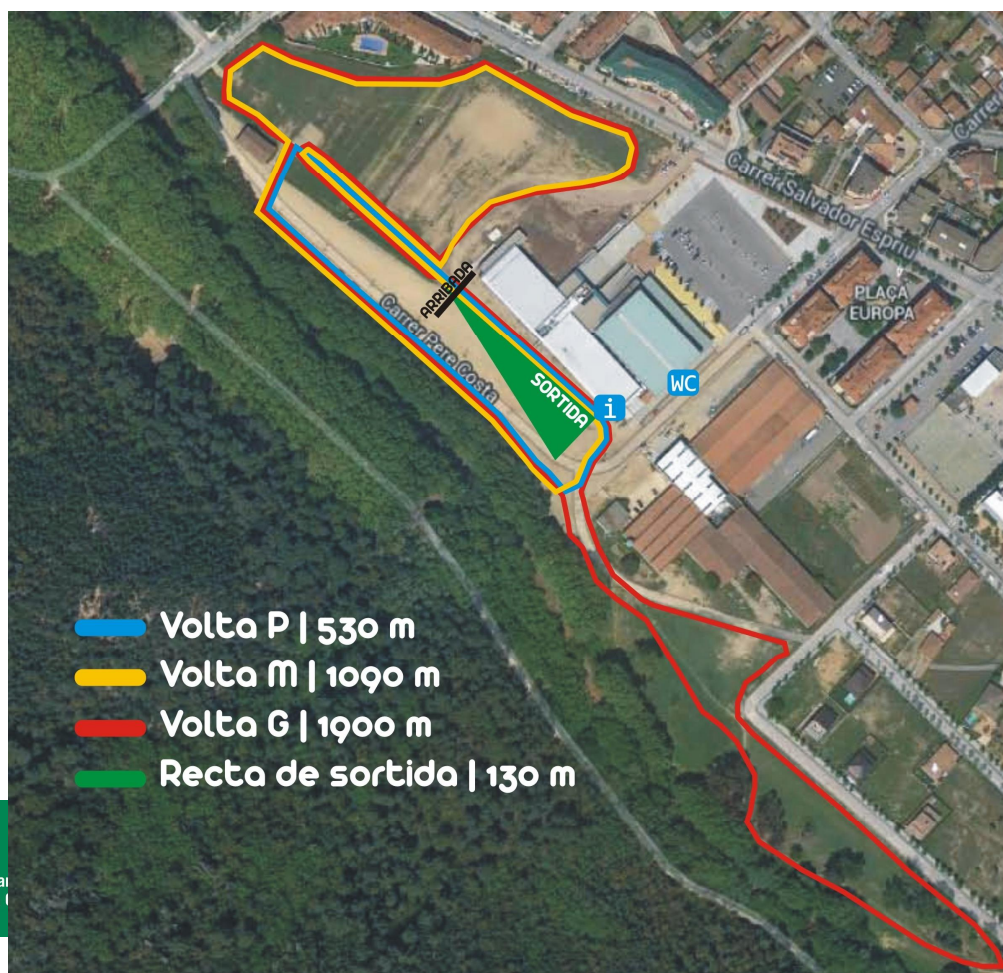 Carrer
Carrer Salvador Espriu
PLAÇA
EUROPA
ARRIBADA
Carrer Pere Costa
SORTIDA
i
WC
Volta P | 530 m
Volta M | 1090 m
Volta G | 1900 m
Recta de sortida | 130 m